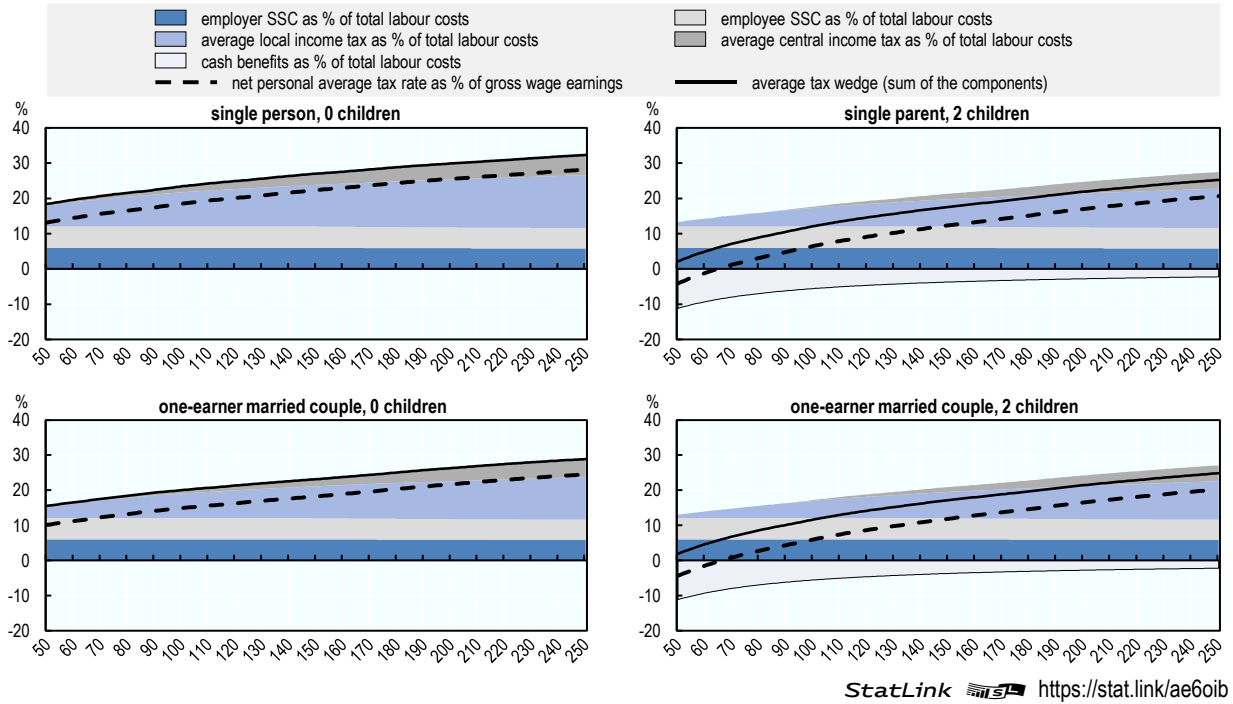 employer SSC as % of total labour costs
employee SSC as % of total labour costs
average local income tax as % of total labour costs
average central income tax as % of total labour costs
cash benefits as % of total labour costs
net personal average tax rate as % of gross wage earnings
average tax wedge (sum of the components)
%
single person, 0 children
40
30
20
10
0
-10
-20
50 60 70 80 90 100 110 120 130 140 150 160 170 180 190 200 210 220 230 240 250
%
single parent, 2 children
40
30
20
10
0
-10
-20
50 60 70 80 90 100 110 120 130 140 150 160 170 180 190 200 210 220 230 240 250
%
one-earner married couple, 0 children
40
30
20
10
0
-10
-20
50 60 70 80 90 100 110 120 130 140 150 160 170 180 190 200 210 220 230 240 250
%
one-earner married couple, 2 children
40
30
20
10
0
-10
-20
50 60 70 80 90 100 110 120 130 140 150 160 170 180 190 200 210 220 230 240 250
StatLink https://stat.link/ae6oib